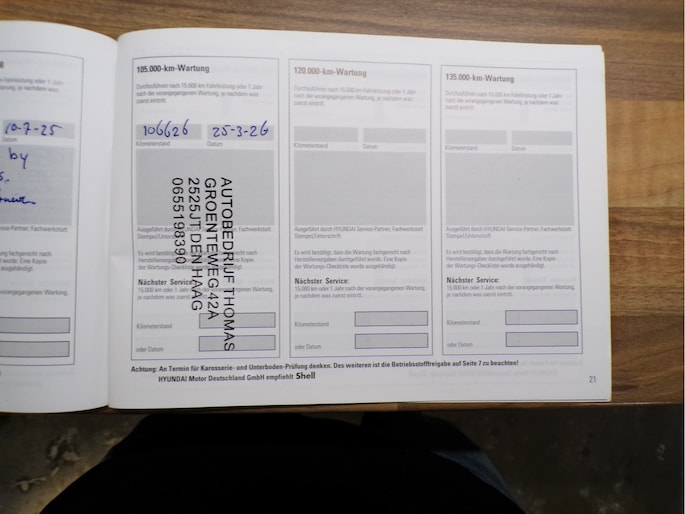 10-7-25
Datum
by
105.000-km-Wartung
Durchzuführen nach 15.000 km Fahrleistung oder 1 Jahr
nach der vorangegangenen Wartung, je nachdem was
zuerst eintritt.
106626 25-3-26
Kilometerstand Datum
AUTOBEDRIJF THOMAS
GROENTEWEG 42A
2525JT DEN HAAG
0655198390
Ausgeführt durch HYUNDAI Service-Partner, Fachwerkstatt
Stempel/Unterschrift
Es wird bestätigt, dass die Wartung fachgerecht nach
Herstellervorgaben durchgeführt wurde. Eine Kopie
der Wartungs-Checkliste wurde ausgehändigt.
Nächster Service:
15.000 km oder 1 Jahr nach der vorangegangenen Wartung,
je nachdem was zuerst eintritt.
Kilometerstand
oder Datum
120.000-km-Wartung
Durchzuführen nach 15.000 km Fahrleistung oder 1 Jahr
nach der vorangegangenen Wartung, je nachdem was
zuerst eintritt.
Kilometerstand Datum
Ausgeführt durch HYUNDAI Service-Partner, Fachwerkstatt
Stempel/Unterschrift
Es wird bestätigt, dass die Wartung fachgerecht nach
Herstellervorgaben durchgeführt wurde. Eine Kopie
der Wartungs-Checkliste wurde ausgehändigt.
Nächster Service:
15.000 km oder 1 Jahr nach der vorangegangenen Wartung,
je nachdem was zuerst eintritt.
Kilometerstand
oder Datum
135.000-km-Wartung
Durchzuführen nach 15.000 km Fahrleistung oder 1 Jahr
nach der vorangegangenen Wartung, je nachdem was
zuerst eintritt.
Kilometerstand Datum
Ausgeführt durch HYUNDAI Service-Partner, Fachwerkstatt
Stempel/Unterschrift
Es wird bestätigt, dass die Wartung fachgerecht nach
Herstellervorgaben durchgeführt wurde. Eine Kopie
der Wartungs-Checkliste wurde ausgehändigt.
Nächster Service:
15.000 km oder 1 Jahr nach der vorangegangenen Wartung,
je nachdem was zuerst eintritt.
Kilometerstand
oder Datum
Achtung: An Termin für Karosserie- und Unterboden-Prüfung denken. Des weiteren ist die Betriebsstofffreigabe auf Seite 7 zu beachten!
HYUNDAI Motor Deutschland GmbH empfiehlt Shell
21